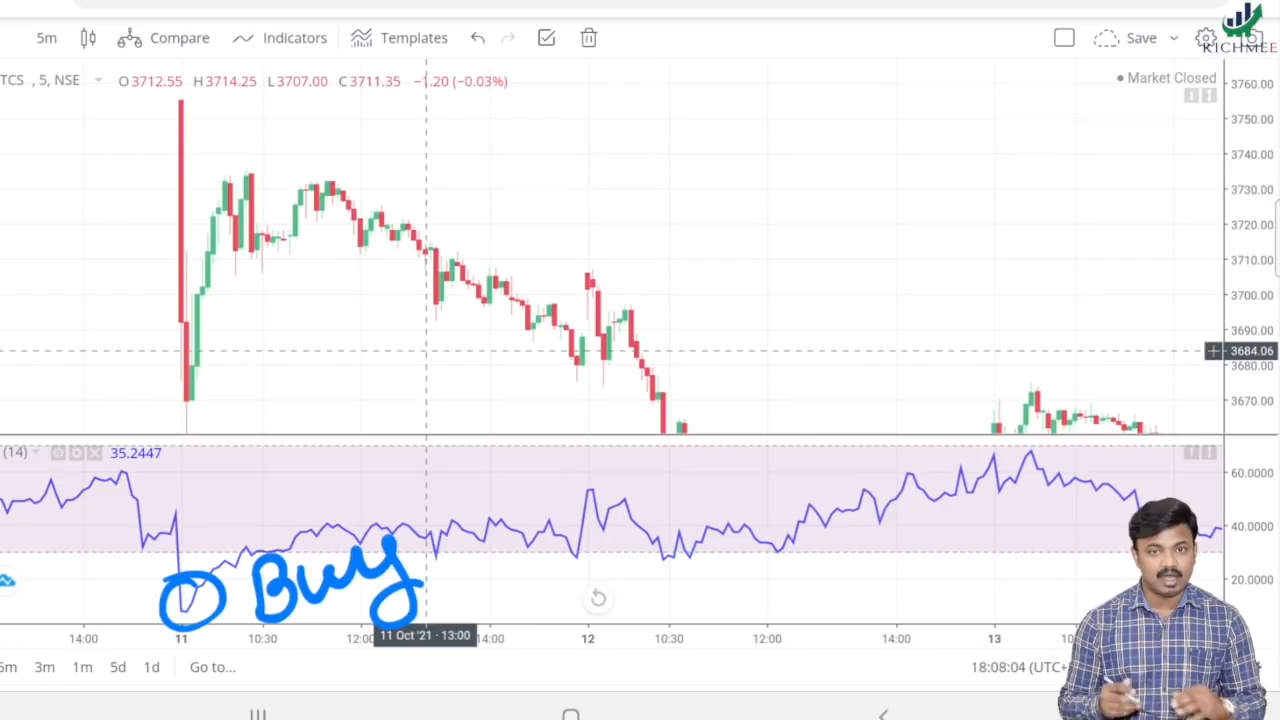 5m Compare Indicators Templates Save
RICHMEE
TCS , 5, NSE O3712.55 H3714.25 L3707.00 C3711.35 −1.20 (−0.03%)
Market Closed
3760.00
3750.00
3740.00
3730.00
3720.00
3710.00
3700.00
3690.00
3684.06
3680.00
3670.00
(14) 35.2447
60.0000
40.0000
20.0000
Buy
14:00 11 10:30 12:00 11 Oct '21 · 13:00 14:00 12 10:30 12:00 14:00 13
3m 1m 5d 1d Go to... 18:08:04 (UTC+